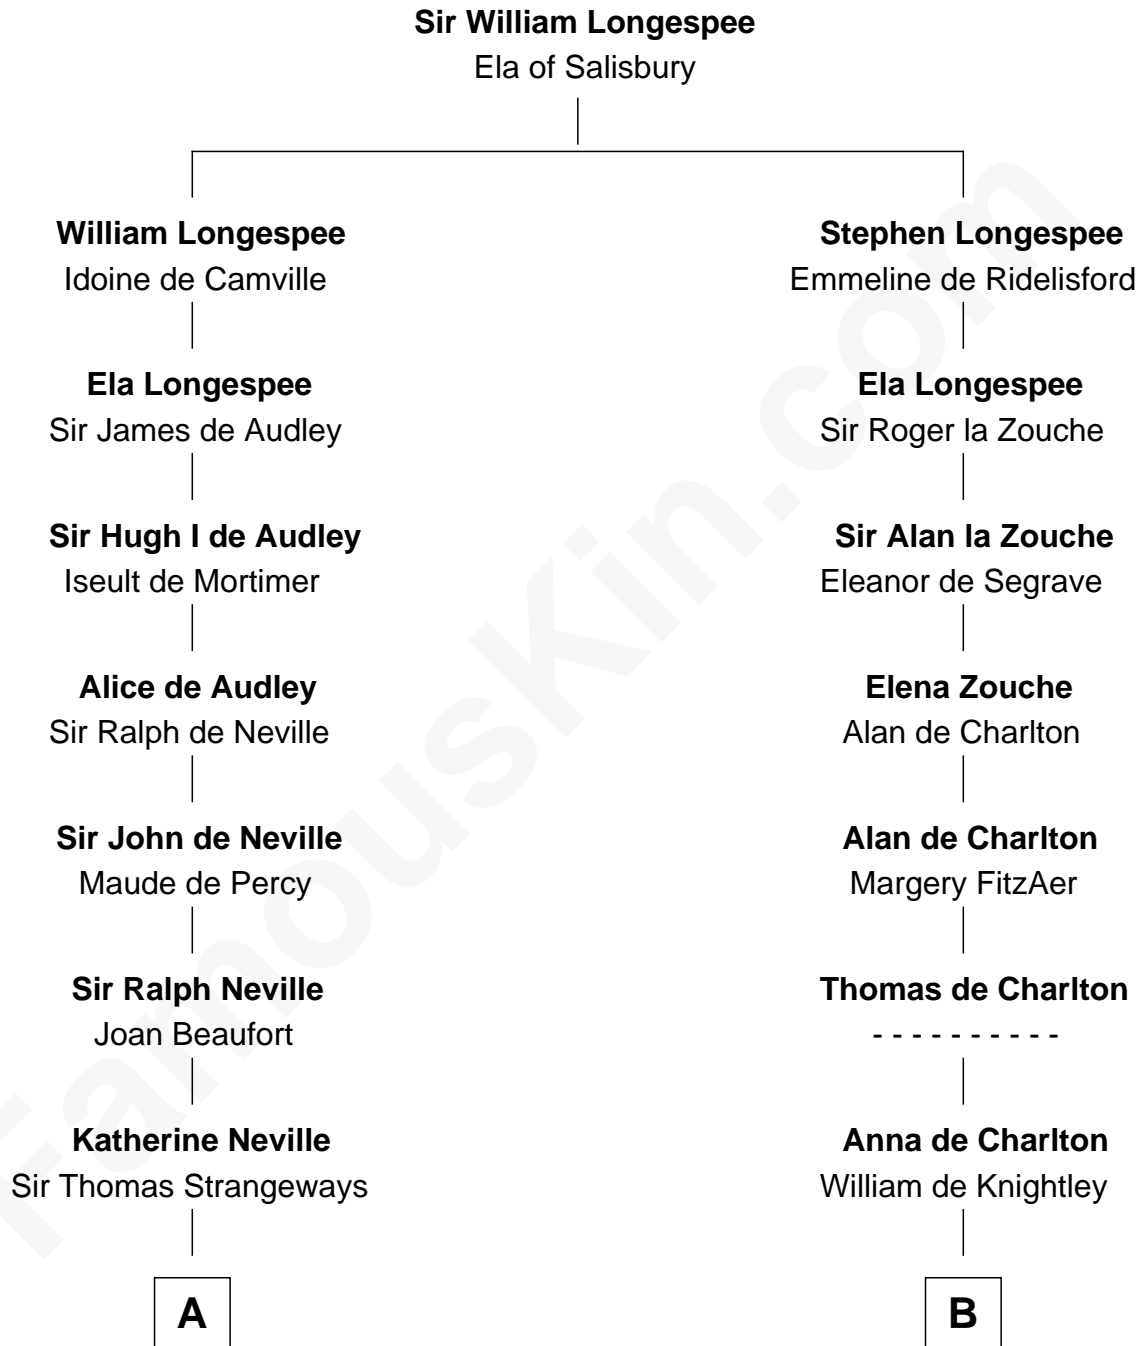 Sir William Longespee
Ela of Salisbury
William Longespee
Idoine de Camville
Ela Longespee
Sir James de Audley
Sir Hugh I de Audley
Iseult de Mortimer
Alice de Audley
Sir Ralph de Neville
Sir John de Neville
Maude de Percy
Sir Ralph Neville
Joan Beaufort
Katherine Neville
Sir Thomas Strangeways
A
Stephen Longespee
Emmeline de Ridelisford
Ela Longespee
Sir Roger la Zouche
Sir Alan la Zouche
Eleanor de Segrave
Elena Zouche
Alan de Charlton
Alan de Charlton
Margery FitzAer
Thomas de Charlton
- - - - - - - - - -
Anna de Charlton
William de Knightley
B
FamousKin.com